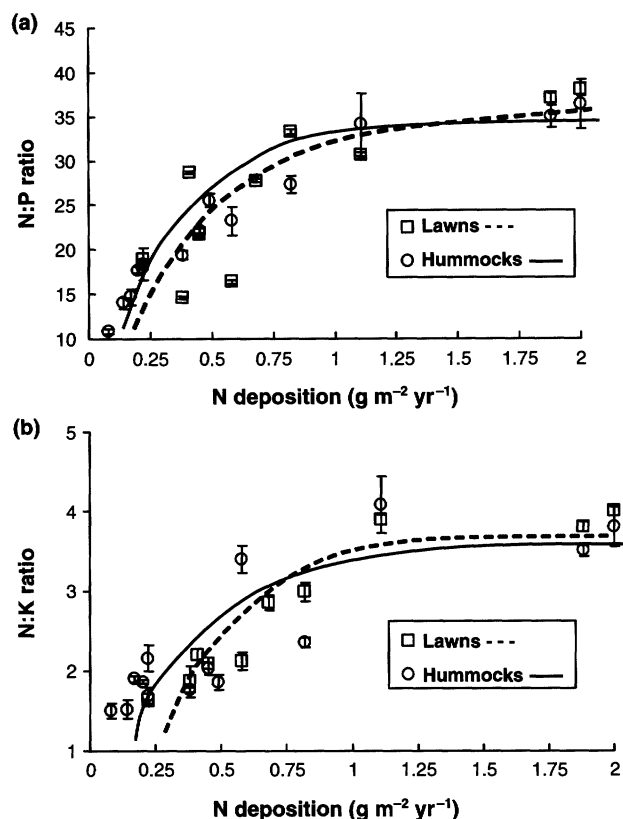 (a)
45
40
35
30
25
20
15
10
N:P ratio
Lawns
Hummocks
0 0.25 0.5 0.75 1 1.25 1.5 1.75 2
N deposition (g m⁻² yr⁻¹)
(b)
5
4
3
2
1
N:K ratio
Lawns
Hummocks
0 0.25 0.5 0.75 1 1.25 1.5 1.75 2
N deposition (g m⁻² yr⁻¹)